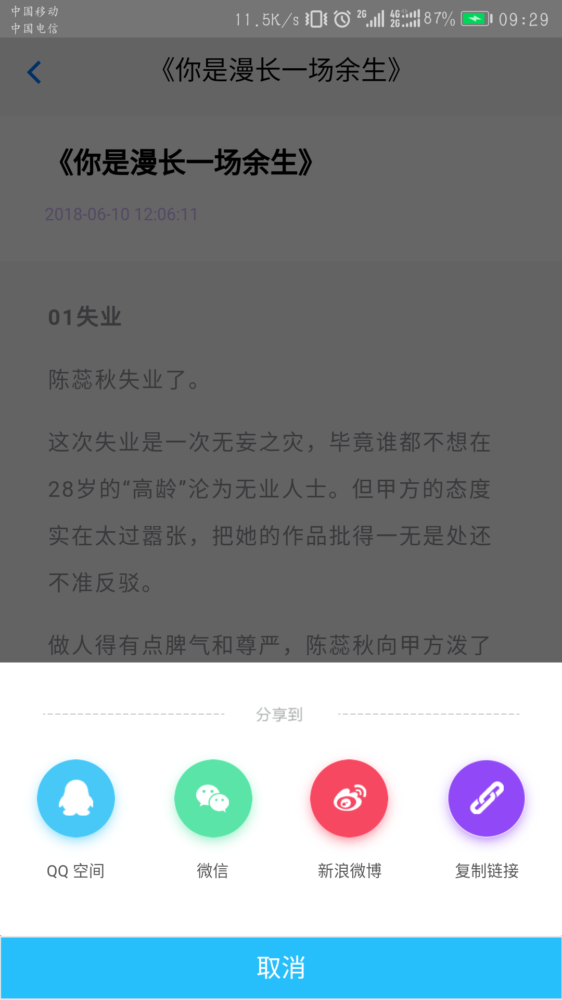 中国移动
中国电信
11.5K/s 2G 4G 2G 87% 09:29
《你是漫长一场余生》
《你是漫长一场余生》
2018-06-10 12:06:11
01失业
陈蕊秋失业了。
这次失业是一次无妄之灾，毕竟谁都不想在
28岁的“高龄”沦为无业人士。但甲方的态度
实在太过嚣张，把她的作品批得一无是处还
不准反驳。
做人得有点脾气和尊严，陈蕊秋向甲方泼了
分享到
QQ 空间 微信 新浪微博 复制链接
取消